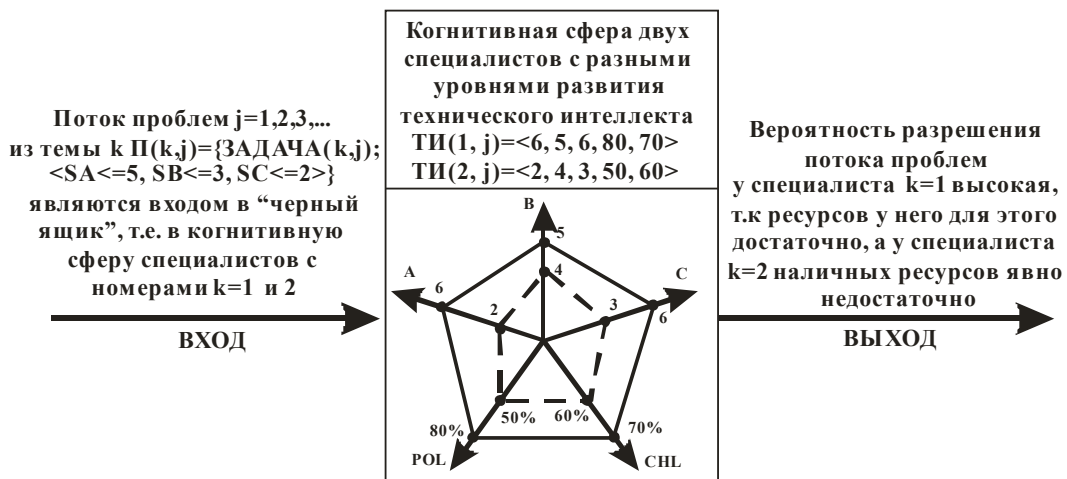 Поток проблем j=1,2,3,...
из темы k П(k,j)={ЗАДАЧА(k,j);
<SA<=5, SB<=3, SC<=2>}
являются входом в “черный
ящик”, т.е. в когнитивную
сферу специалистов с
номерами k=1 и 2
ВХОД
Когнитивная сфера двух
специалистов с разными
уровнями развития
технического интеллекта
ТИ(1, j)=<6, 5, 6, 80, 70>
ТИ(2, j)=<2, 4, 3, 50, 60>
B
5
A
4
C
6
2
3
6
50%
60%
80%
70%
POL
CHL
Вероятность разрешения
потока проблем
у специалиста k=1 высокая,
т.к ресурсов у него для этого
достаточно, а у специалиста
k=2 наличных ресурсов явно
недостаточно
ВЫХОД